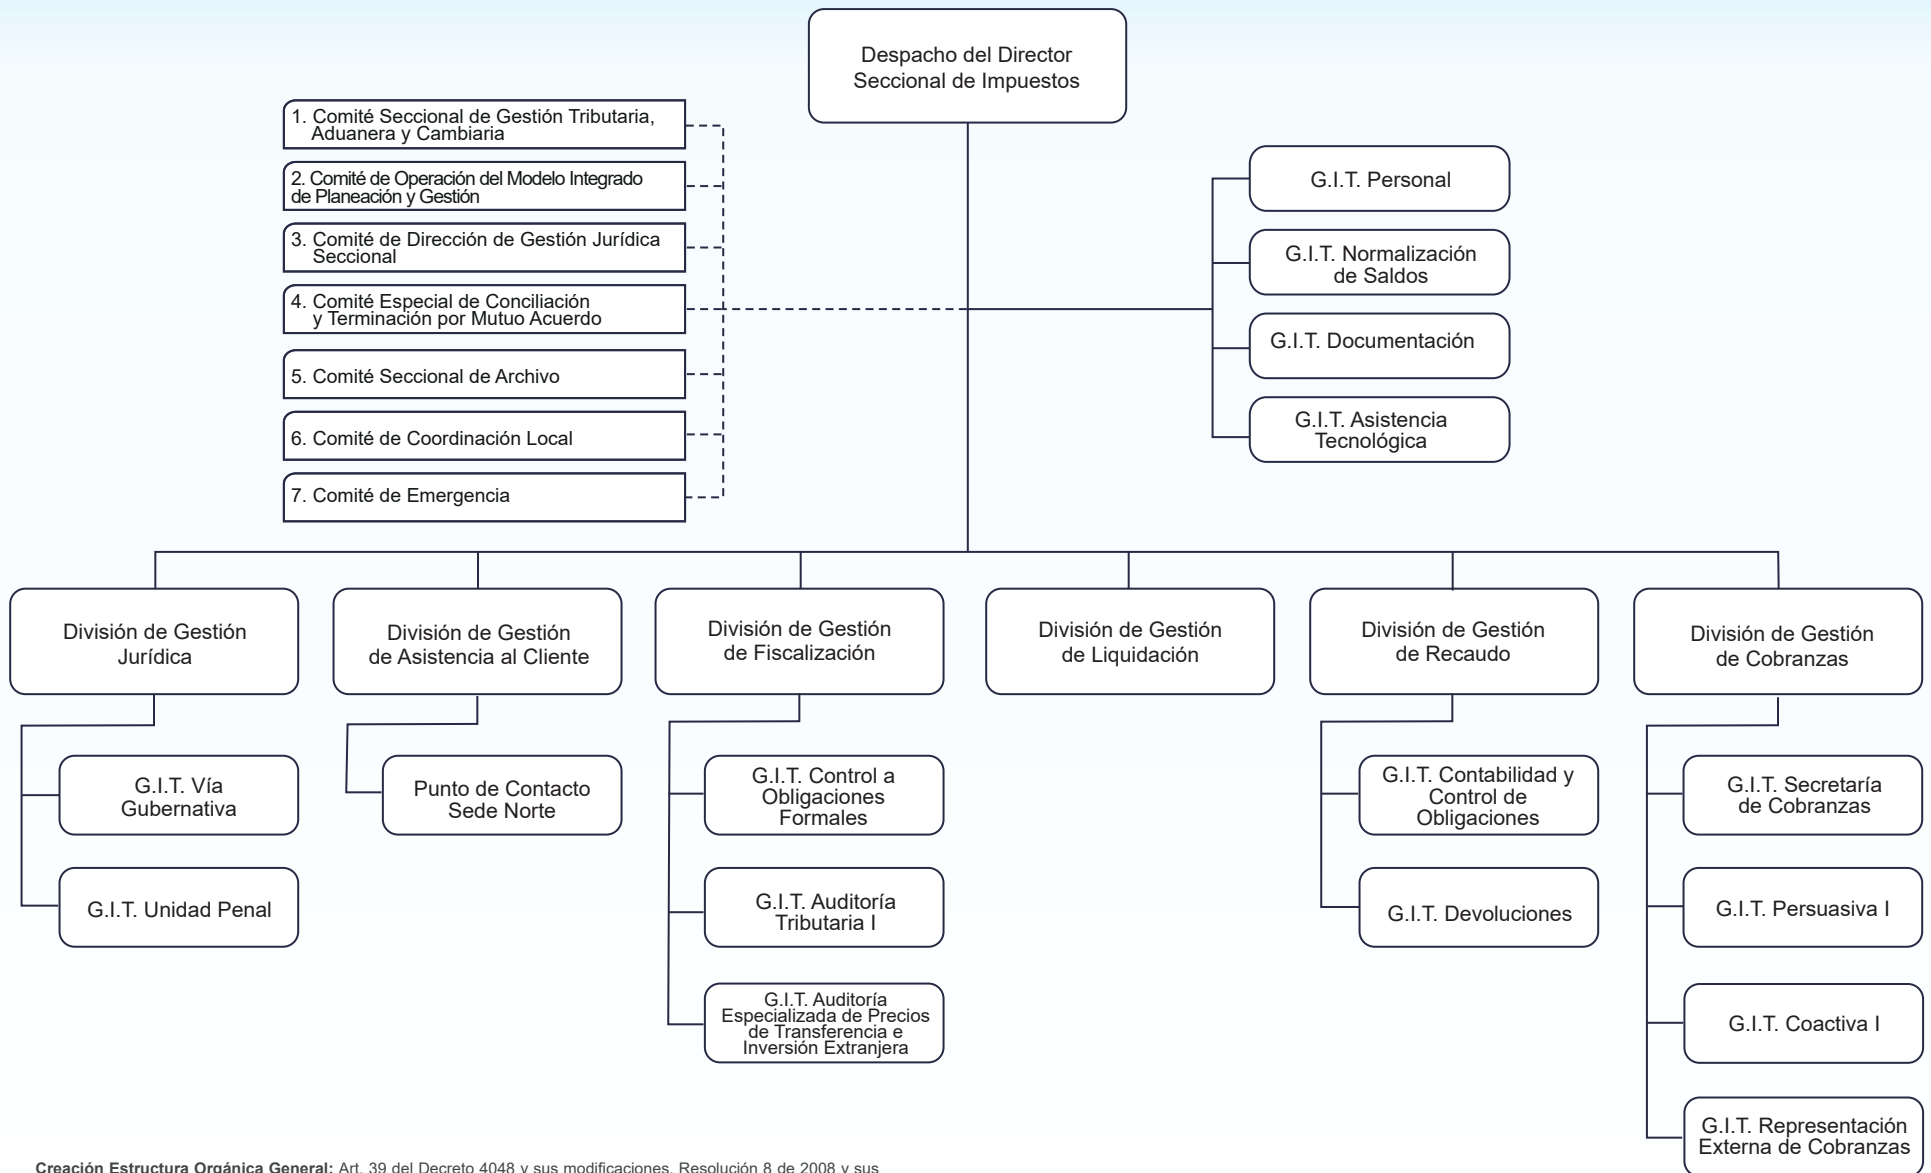 Despacho del Director
Seccional de Impuestos
1. Comité Seccional de Gestión Tributaria,
Aduanera y Cambiaria
2. Comité de Operación del Modelo Integrado
de Planeación y Gestión
3. Comité de Dirección de Gestión Jurídica
Seccional
4. Comité Especial de Conciliación
y Terminación por Mutuo Acuerdo
5. Comité Seccional de Archivo
6. Comité de Coordinación Local
7. Comité de Emergencia
G.I.T. Personal
G.I.T. Normalización
de Saldos
G.I.T. Documentación
G.I.T. Asistencia
Tecnológica
División de Gestión
Jurídica
G.I.T. Vía
Gubernativa
G.I.T. Unidad Penal
División de Gestión
de Asistencia al Cliente
Punto de Contacto
Sede Norte
División de Gestión
de Fiscalización
G.I.T. Control a
Obligaciones
Formales
G.I.T. Auditoría
Tributaria I
G.I.T. Auditoría
Especializada de Precios
de Transferencia e
Inversión Extranjera
División de Gestión
de Liquidación
División de Gestión
de Recaudo
G.I.T. Contabilidad y
Control de
Obligaciones
G.I.T. Devoluciones
División de Gestión
de Cobranzas
G.I.T. Secretaría
de Cobranzas
G.I.T. Persuasiva I
G.I.T. Coactiva I
G.I.T. Representación
Externa de Cobranzas
Creación Estructura Orgánica General: Art. 39 del Decreto 4048 y sus modificaciones. Resolución 8 de 2008 y sus